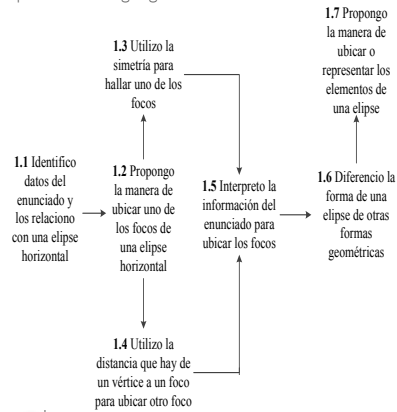 1.1 Identifico
datos del
enunciado y
los relaciono
con una elipse
horizontal
1.2 Propongo
la manera de
ubicar uno de
los focos de
una elipse
horizontal
1.3 Utilizo la
simetría para
hallar uno de los
focos
1.4 Utilizo la
distancia que hay de
un vértice a un foco
para ubicar otro foco
1.5 Interpreto la
información del
enunciado para
ubicar los focos
1.6 Diferencio la
forma de una
elipse de otras
formas
geométricas
1.7 Propongo
la manera de
ubicar o
representar los
elementos de
una elipse